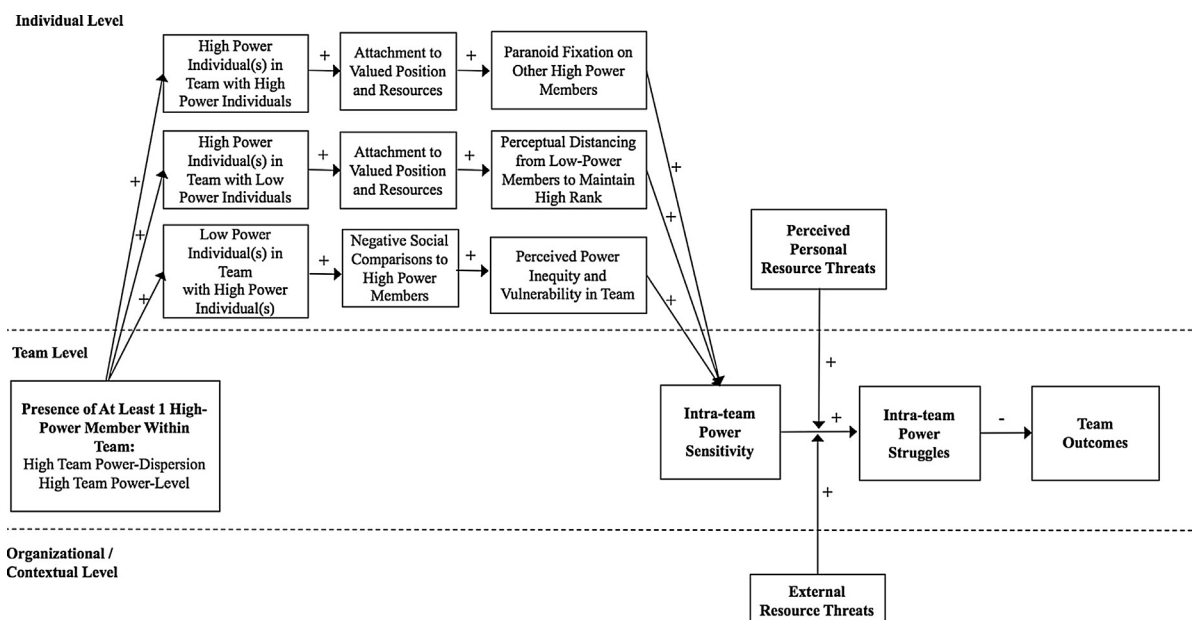 Individual Level
High Power
Individual(s) in
Team with High
Power Individuals
+
Attachment to
Valued Position
and Resources
+
Paranoid Fixation on
Other High Power
Members
+
+
High Power
Individual(s) in
Team with Low
Power Individuals
+
Attachment to
Valued Position
and Resources
+
Perceptual Distancing
from Low-Power
Members to Maintain
High Rank
+
+
Low Power
Individual(s) in
Team
with High Power
Individual(s)
+
Negative Social
Comparisons to
High Power
Members
+
Perceived Power
Inequity and
Vulnerability in Team
+
+
Perceived
Personal
Resource Threats
Team Level
Presence of At Least 1 High-
Power Member Within
Team:
High Team Power-Dispersion
High Team Power-Level
Intra-team
Power
Sensitivity
+
+
+
Intra-team
Power
Struggles
-
Team
Outcomes
Organizational /
Contextual Level
External
Resource Threats